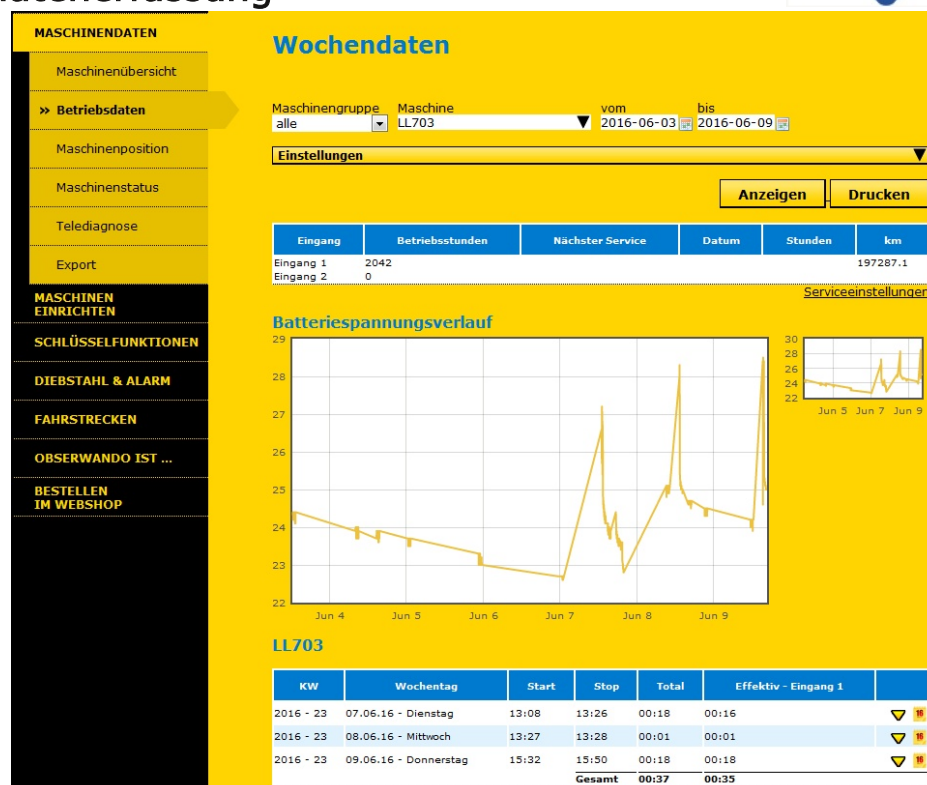 MASCHINENDATEN
Maschinenübersicht
» Betriebsdaten
Maschinenposition
Maschinenstatus
Telediagnose
Export
MASCHINEN
EINRICHTEN
SCHLÜSSELFUNKTIONEN
DIEBSTAHL & ALARM
FAHRSTRECKEN
OBSERWANDO IST ...
BESTELLEN
IM WEBSHOP
Wochendaten
Maschinengruppe Maschine vom bis
alle LL703 2016-06-03 2016-06-09
Einstellungen
Anzeigen Drucken
Eingang Betriebsstunden Nächster Service Datum Stunden km
Eingang 1 2042 197287.1
Eingang 2 0
Serviceeinstellungen
Batteriespannungsverlauf
29
28
27
26
25
24
23
22
Jun 4 Jun 5 Jun 6 Jun 7 Jun 8 Jun 9
30
28
26
24
22
Jun 5 Jun 7 Jun 9
LL703
KW Wochentag Start Stop Total Effektiv - Eingang 1
2016 - 23 07.06.16 - Dienstag 13:08 13:26 00:18 00:16
2016 - 23 08.06.16 - Mittwoch 13:27 13:28 00:01 00:01
2016 - 23 09.06.16 - Donnerstag 15:32 15:50 00:18 00:18
Gesamt 00:37 00:35